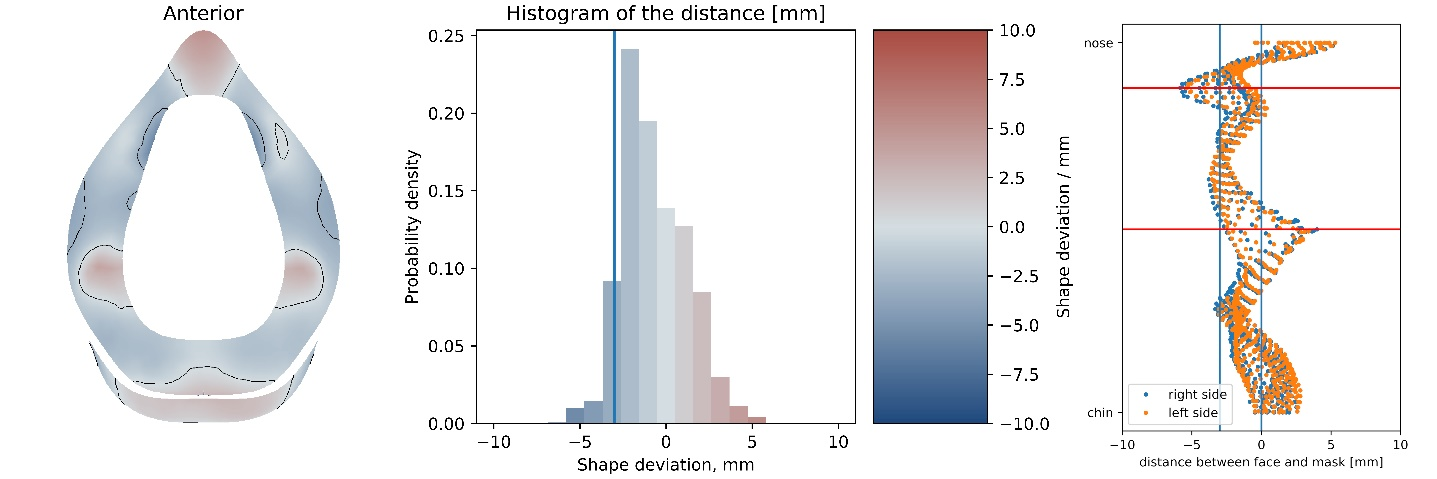 Anterior
Histogram of the distance [mm]
Probability density
0.25
0.20
0.15
0.10
0.05
0.00
−10
−5
0
5
10
Shape deviation, mm
10.0
7.5
5.0
2.5
0.0
−2.5
−5.0
−7.5
−10.0
Shape deviation / mm
nose
chin
right side
left side
−10
−5
0
5
10
distance between face and mask [mm]